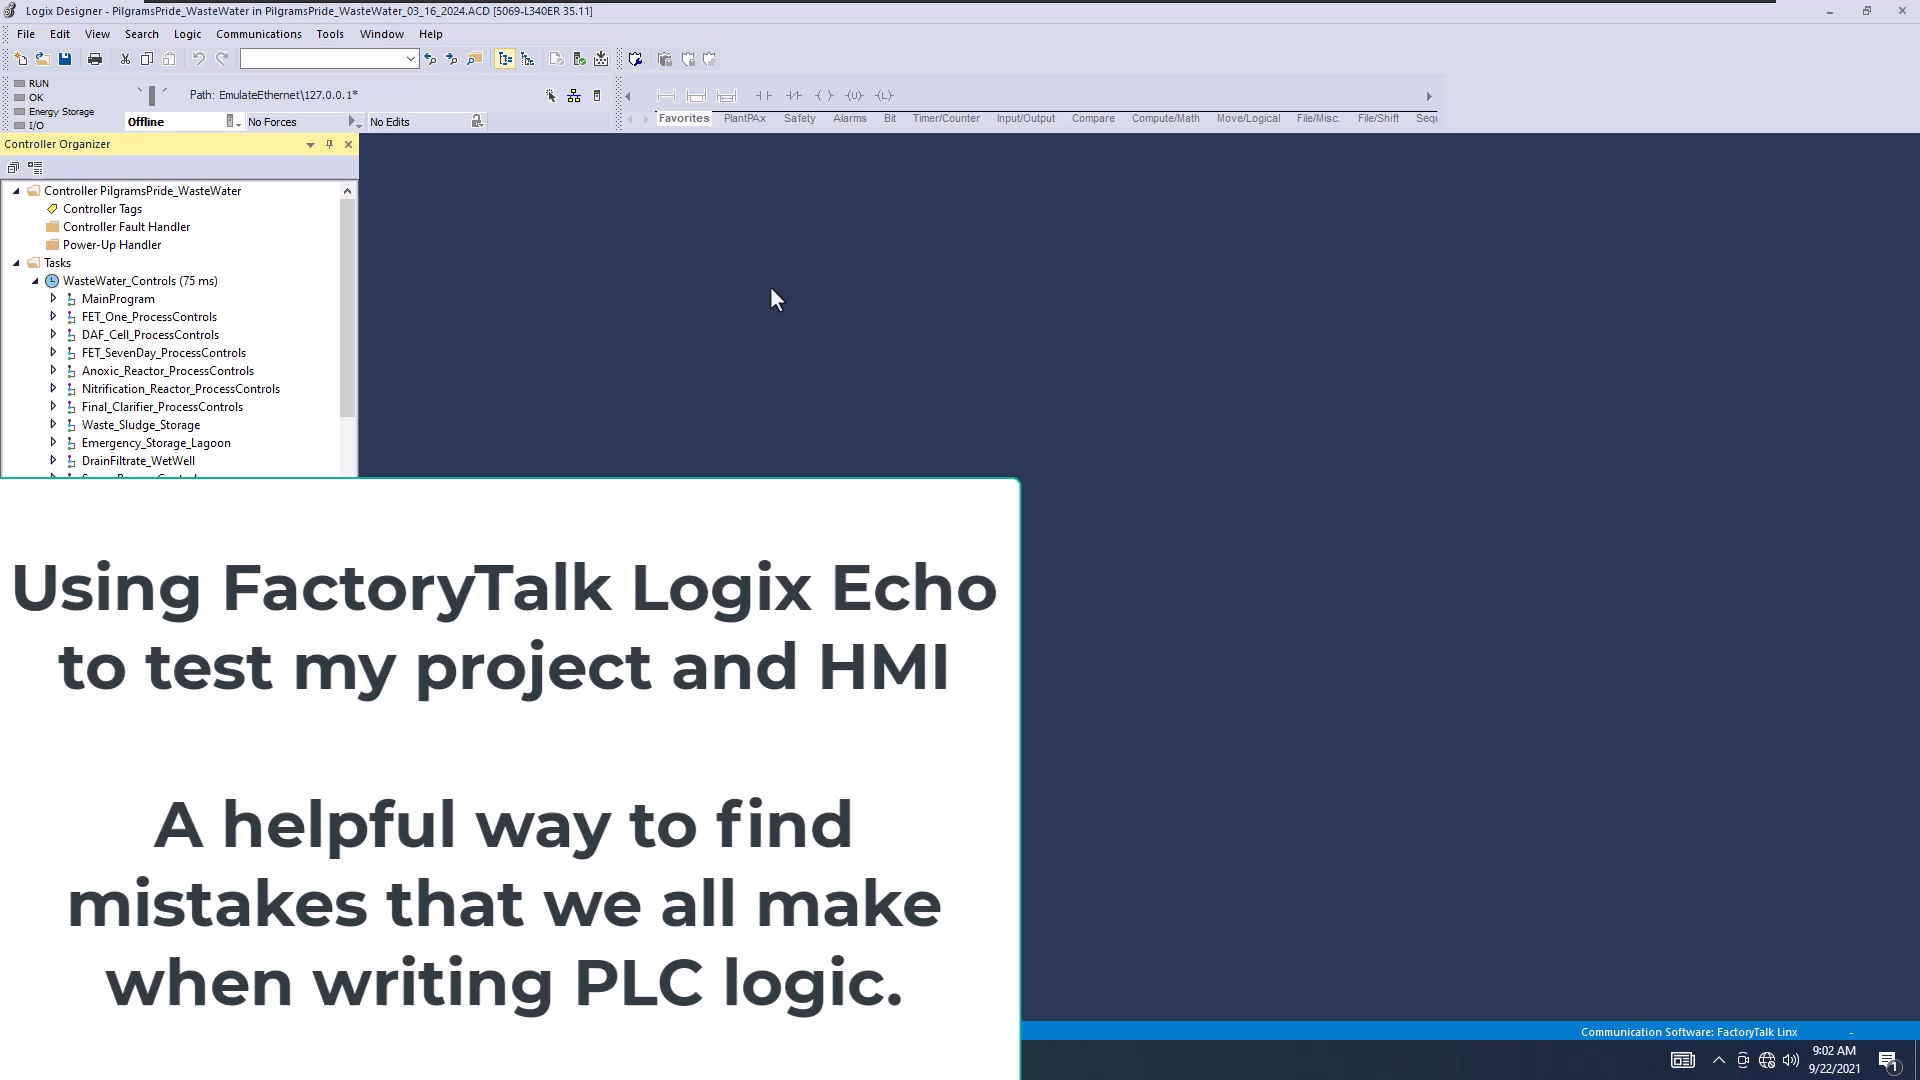 Logix Designer - PilgramsPride_WasteWater in PilgramsPride_WasteWater_03_16_2024.ACD [5069-L340ER 35.11]
File Edit View Search Logic Communications Tools Window Help
RUN
OK
Energy Storage
I/O
Path: EmulateEthernet\127.0.0.1*
Offline No Forces No Edits
Favorites PlantPAx Safety Alarms Bit Timer/Counter Input/Output Compare Compute/Math Move/Logical File/Misc. File/Shift Sequ
Controller Organizer
Controller PilgramsPride_WasteWater
Controller Tags
Controller Fault Handler
Power-Up Handler
Tasks
WasteWater_Controls (75 ms)
MainProgram
FET_One_ProcessControls
DAF_Cell_ProcessControls
FET_SevenDay_ProcessControls
Anoxic_Reactor_ProcessControls
Nitrification_Reactor_ProcessControls
Final_Clarifier_ProcessControls
Waste_Sludge_Storage
Emergency_Storage_Lagoon
DrainFiltrate_WetWell
Using FactoryTalk Logix Echo
to test my project and HMI
A helpful way to find
mistakes that we all make
when writing PLC logic.
Communication Software: FactoryTalk Linx -
9:02 AM
9/22/2021
1